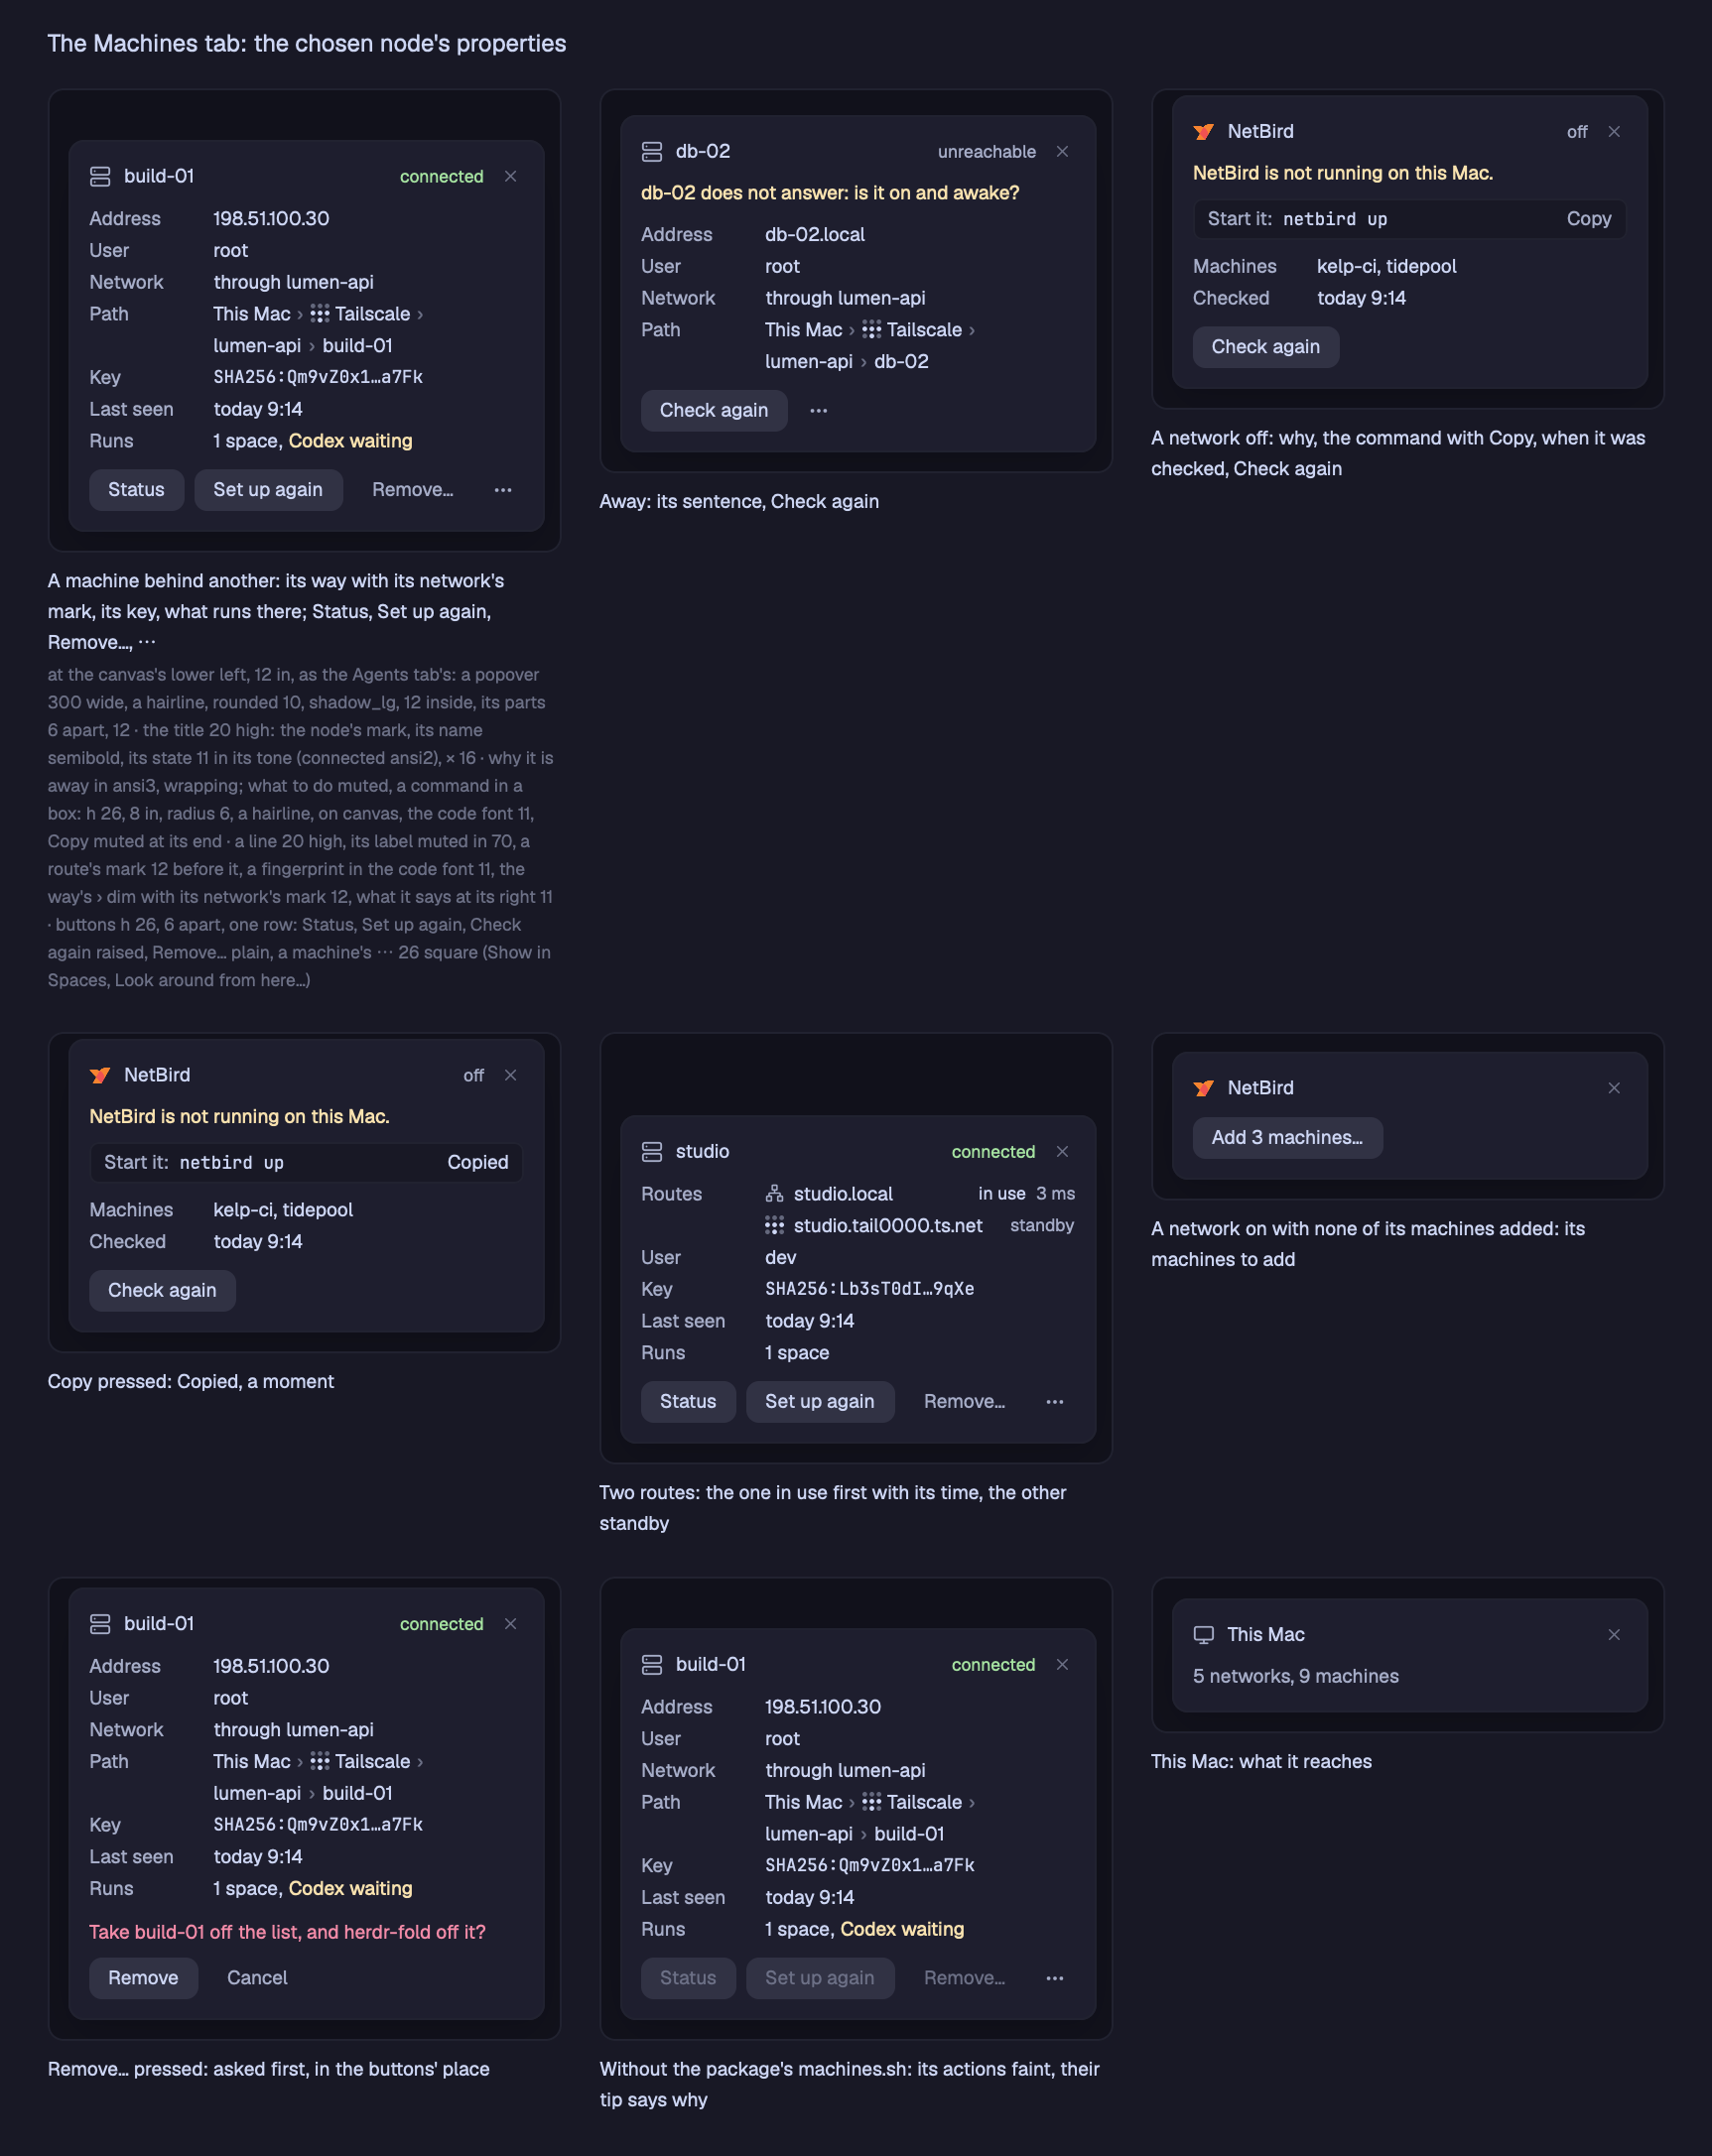 The Machines tab: the chosen node's properties
build-01 connected ×
Address 198.51.100.30
User root
Network through lumen-api
Path This Mac › Tailscale ›
lumen-api › build-01
Key SHA256:Qm9vZ0x1…a7Fk
Last seen today 9:14
Runs 1 space, Codex waiting
Status Set up again Remove… ···
A machine behind another: its way with its network's
mark, its key, what runs there; Status, Set up again,
Remove…, ···
at the canvas's lower left, 12 in, as the Agents tab's: a popover
300 wide, a hairline, rounded 10, shadow_lg, 12 inside, its parts
6 apart, 12 · the title 20 high: the node's mark, its name
semibold, its state 11 in its tone (connected ansi2), × 16 · why it is
away in ansi3, wrapping; what to do muted, a command in a
box: h 26, 8 in, radius 6, a hairline, on canvas, the code font 11,
Copy muted at its end · a line 20 high, its label muted in 70, a
route's mark 12 before it, a fingerprint in the code font 11, the
way's › dim with its network's mark 12, what it says at its right 11
· buttons h 26, 6 apart, one row: Status, Set up again, Check
again raised, Remove… plain, a machine's ··· 26 square (Show in
Spaces, Look around from here…)
db-02 unreachable ×
db-02 does not answer: is it on and awake?
Address db-02.local
User root
Network through lumen-api
Path This Mac › Tailscale ›
lumen-api › db-02
Check again ···
Away: its sentence, Check again
NetBird off ×
NetBird is not running on this Mac.
Start it: netbird up Copy
Machines kelp-ci, tidepool
Checked today 9:14
Check again
A network off: why, the command with Copy, when it was
checked, Check again
NetBird off ×
NetBird is not running on this Mac.
Start it: netbird up Copied
Machines kelp-ci, tidepool
Checked today 9:14
Check again
Copy pressed: Copied, a moment
studio connected ×
Routes studio.local in use 3 ms
studio.tail0000.ts.net standby
User dev
Key SHA256:Lb3sT0dI…9qXe
Last seen today 9:14
Runs 1 space
Status Set up again Remove… ···
Two routes: the one in use first with its time, the other
standby
NetBird ×
Add 3 machines…
A network on with none of its machines added: its
machines to add
build-01 connected ×
Address 198.51.100.30
User root
Network through lumen-api
Path This Mac › Tailscale ›
lumen-api › build-01
Key SHA256:Qm9vZ0x1…a7Fk
Last seen today 9:14
Runs 1 space, Codex waiting
Take build-01 off the list, and herdr-fold off it?
Remove Cancel
Remove… pressed: asked first, in the buttons' place
build-01 connected ×
Address 198.51.100.30
User root
Network through lumen-api
Path This Mac › Tailscale ›
lumen-api › build-01
Key SHA256:Qm9vZ0x1…a7Fk
Last seen today 9:14
Runs 1 space, Codex waiting
Status Set up again Remove… ···
Without the package's machines.sh: its actions faint, their
tip says why
This Mac ×
5 networks, 9 machines
This Mac: what it reaches